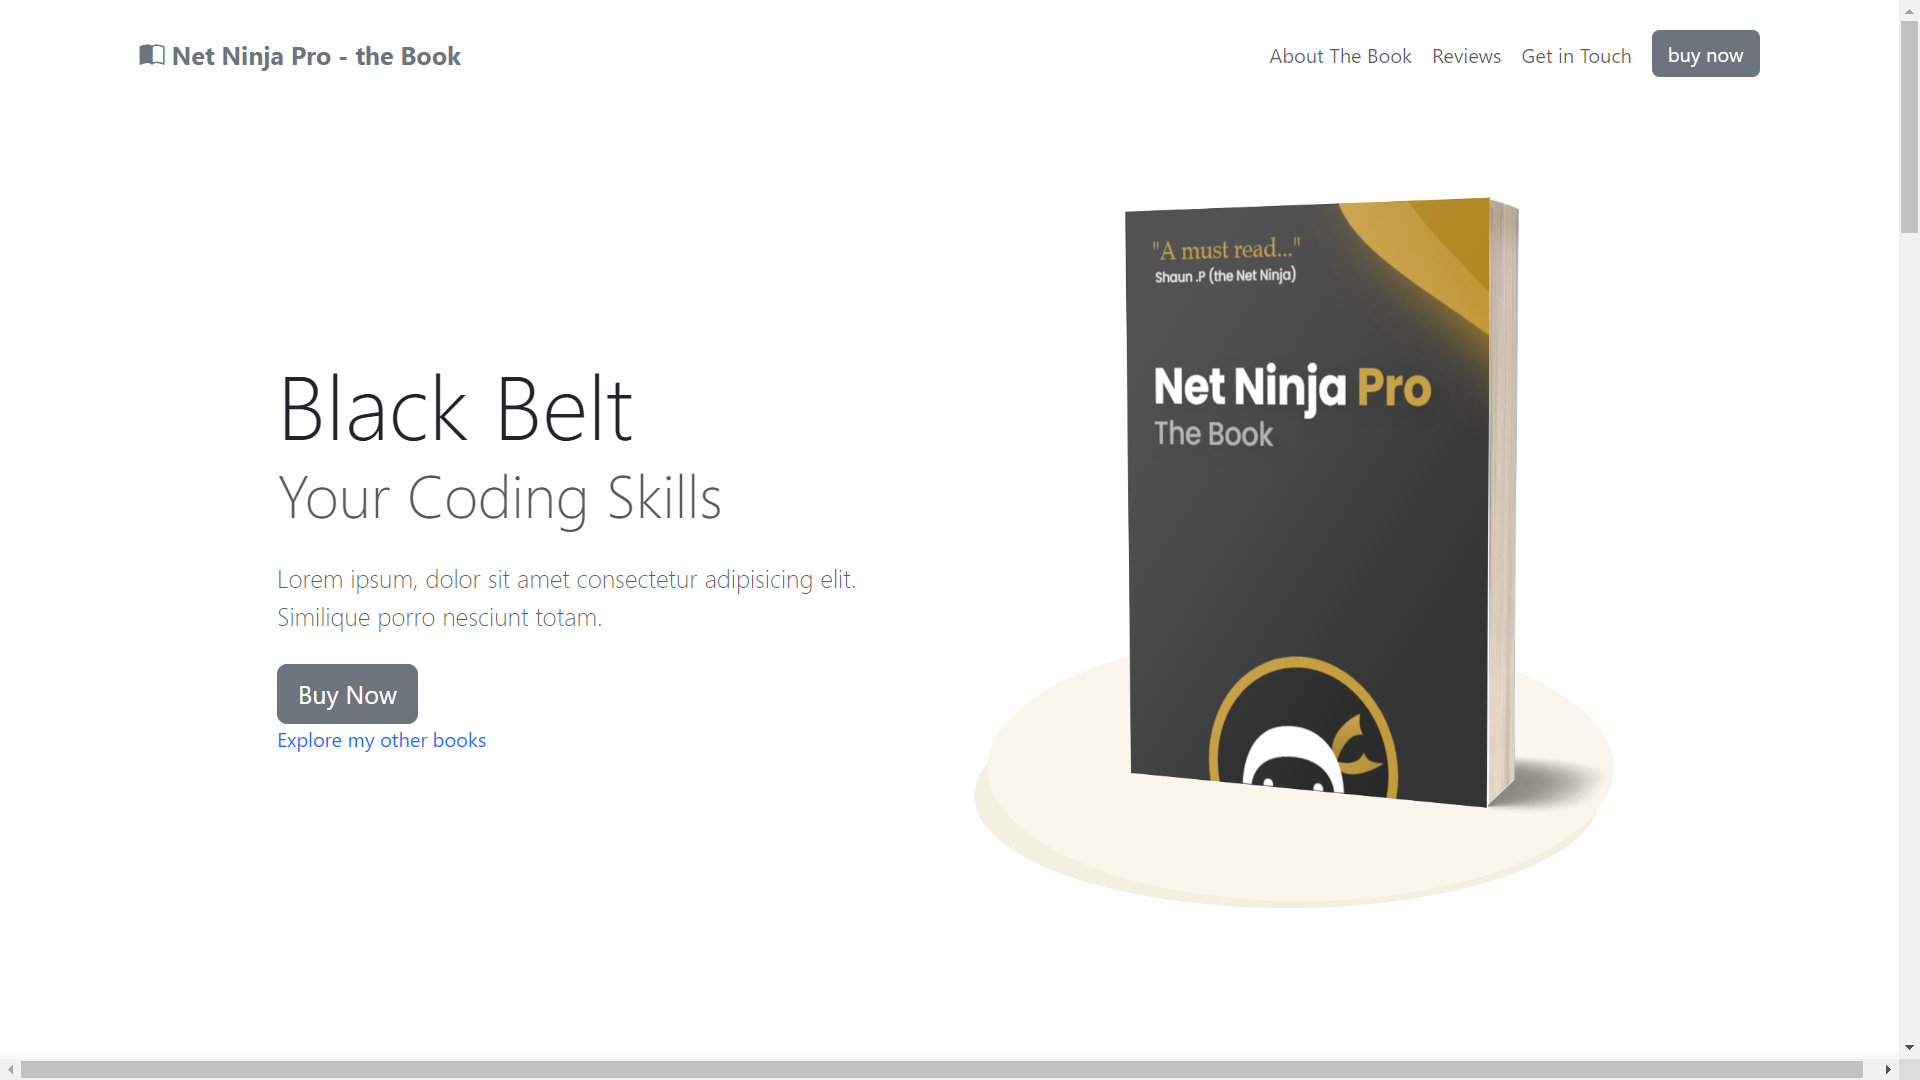 Net Ninja Pro - the Book
About The Book
Reviews
Get in Touch
buy now
Black Belt
Your Coding Skills
Lorem ipsum, dolor sit amet consectetur adipisicing elit.
Similique porro nesciunt totam.
Buy Now
Explore my other books
"A must read..."
Shaun .P (the Net Ninja)
Net Ninja Pro
The Book